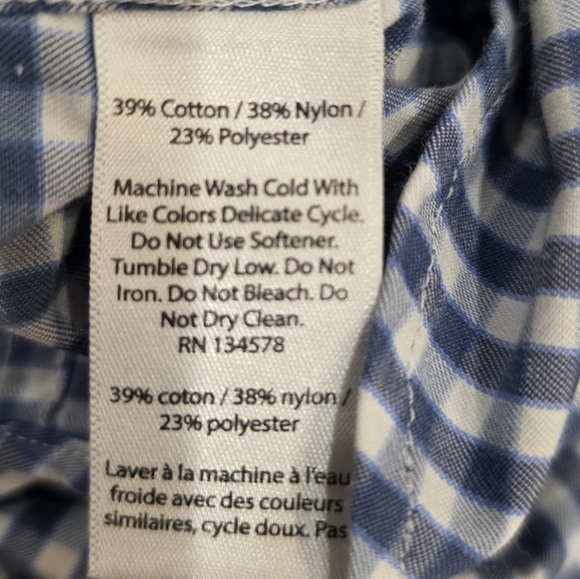 39% Cotton / 38% Nylon /
23% Polyester
Machine Wash Cold With
Like Colors Delicate Cycle.
Do Not Use Softener.
Tumble Dry Low. Do Not
Iron. Do Not Bleach. Do
Not Dry Clean.
RN 134578
39% coton / 38% nylon /
23% polyester
Laver à la machine à l'eau
froide avec des couleurs
similaires, cycle doux. Pas